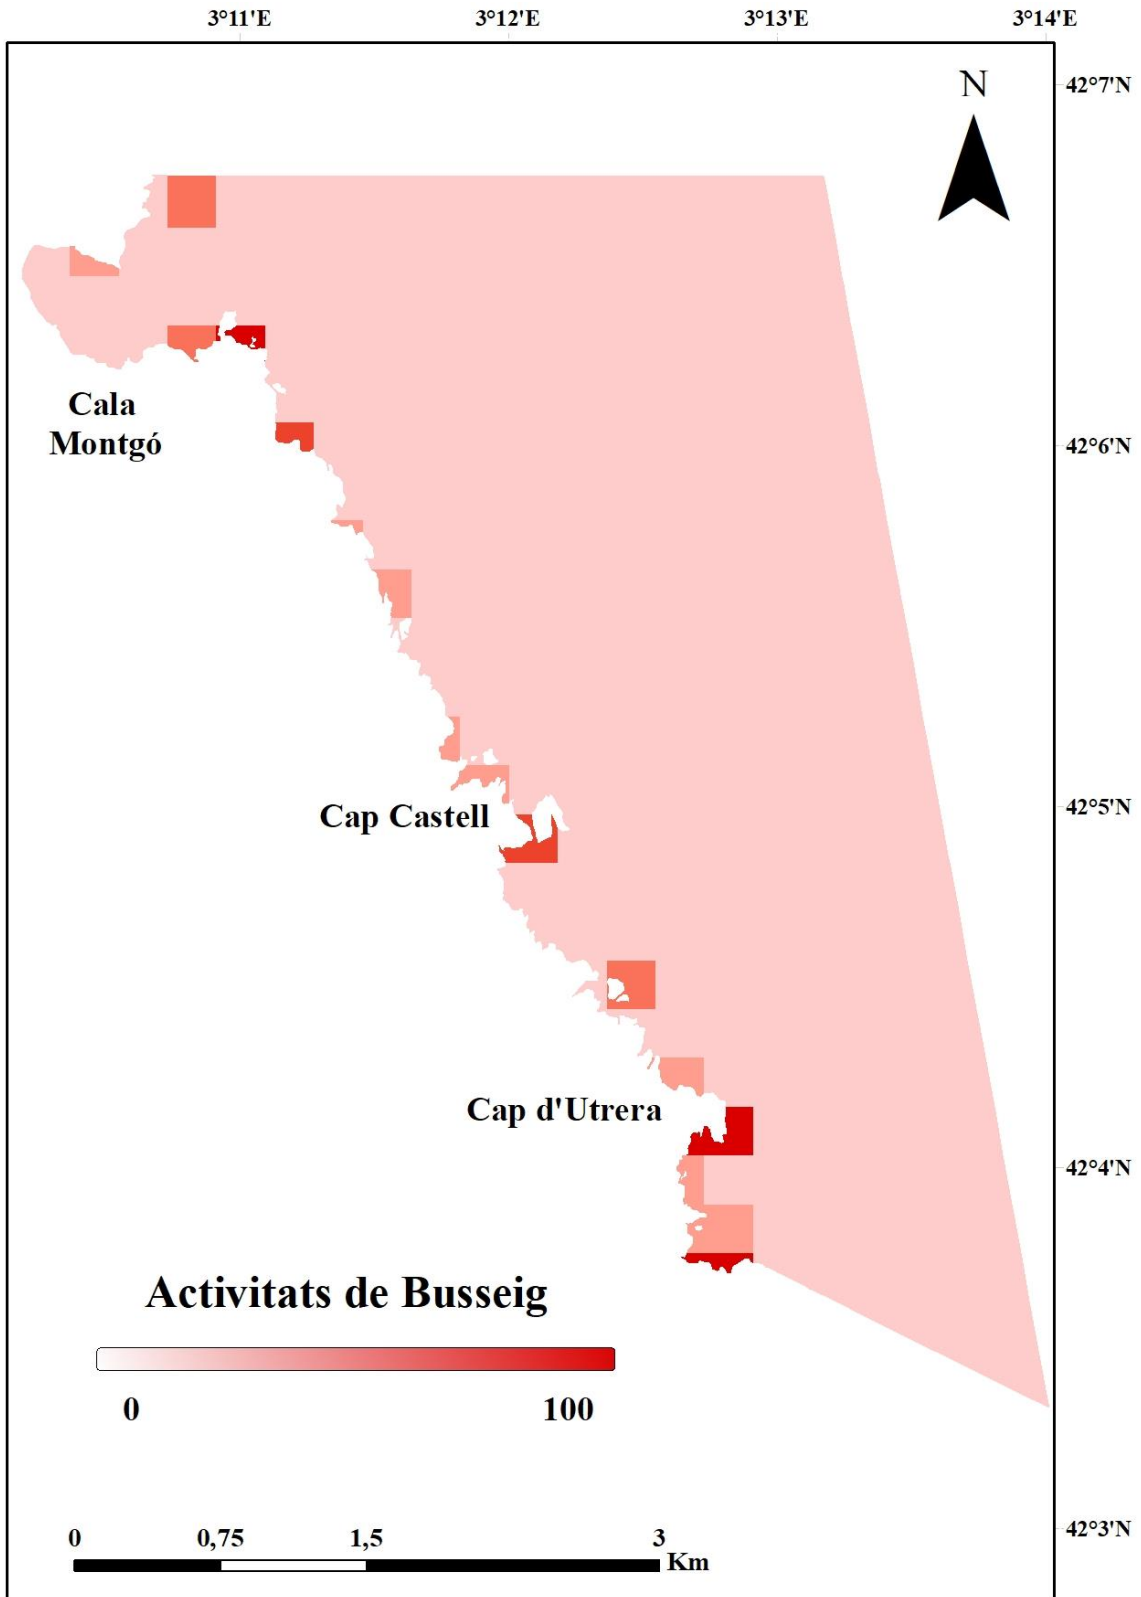 3°11'E 3°12'E 3°13'E 3°14'E
N
42°7'N
Cala
Montgó
42°6'N
Cap Castell
42°5'N
Cap d'Utrera
42°4'N
Activitats de Busseig
0 100
42°3'N
0 0,75 1,5 3
Km